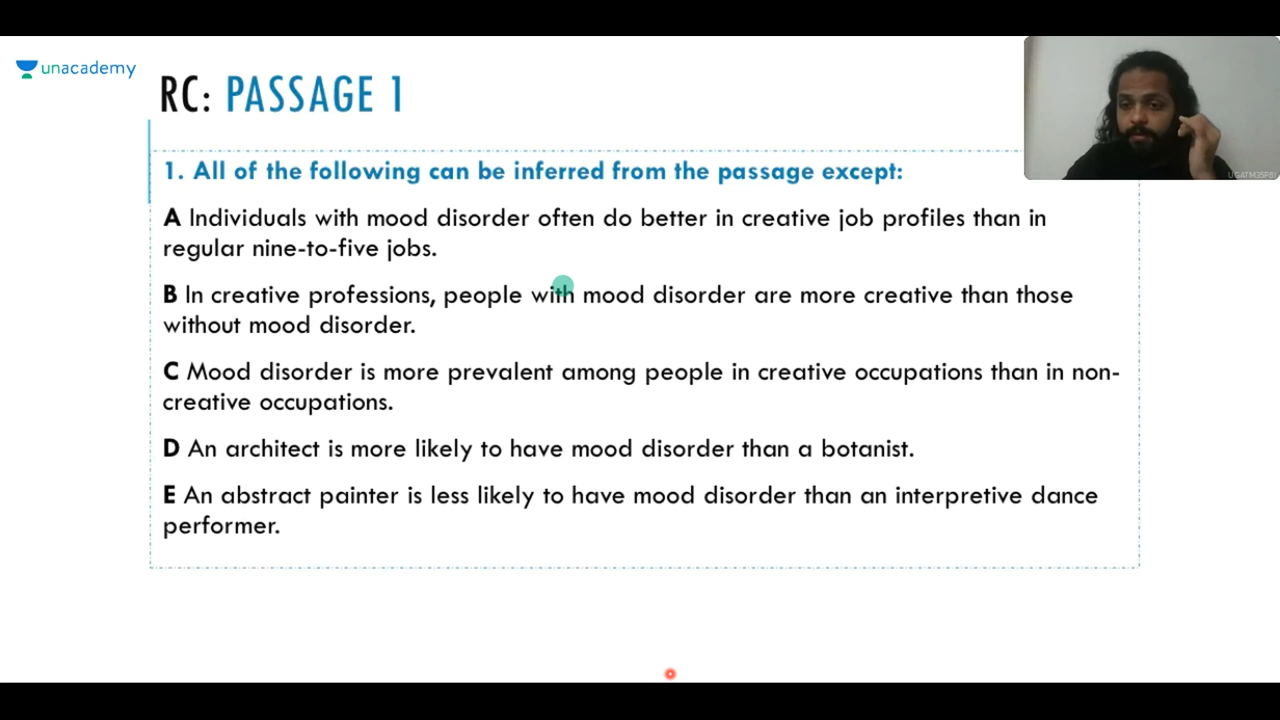 unacademy
RC: PASSAGE 1
1. All of the following can be inferred from the passage except:
A Individuals with mood disorder often do better in creative job profiles than in
regular nine-to-five jobs.
B In creative professions, people with mood disorder are more creative than those
without mood disorder.
C Mood disorder is more prevalent among people in creative occupations than in non-
creative occupations.
D An architect is more likely to have mood disorder than a botanist.
E An abstract painter is less likely to have mood disorder than an interpretive dance
performer.